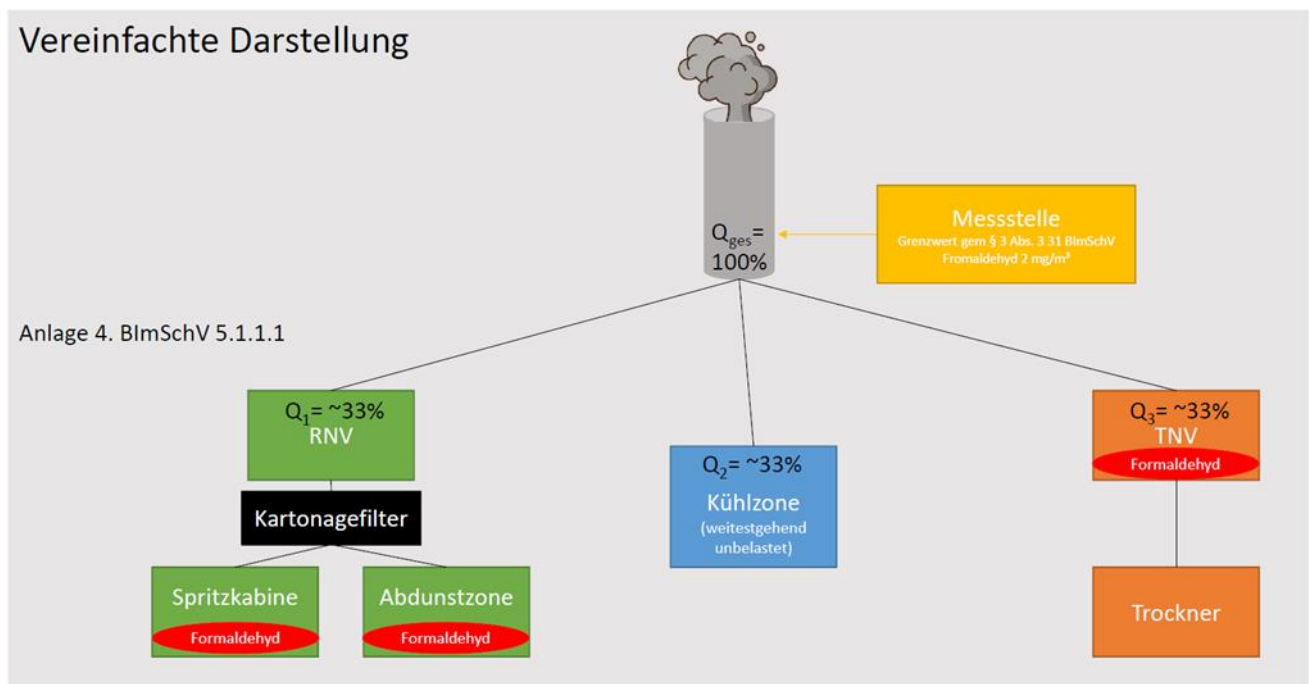 Vereinfachte Darstellung
Q_ges=
100%
Messstelle
Grenzwert gem § 3 Abs. 3 31 BImSchV
Fromaldehyd 2 mg/m³
Anlage 4. BImSchV 5.1.1.1
Q₁= ~33%
RNV
Kartonagefilter
Spritzkabine
Formaldehyd
Abdunstzone
Formaldehyd
Q₂= ~33%
Kühlzone
(weitestgehend
unbelastet)
Q₃= ~33%
TNV
Formaldehyd
Trockner